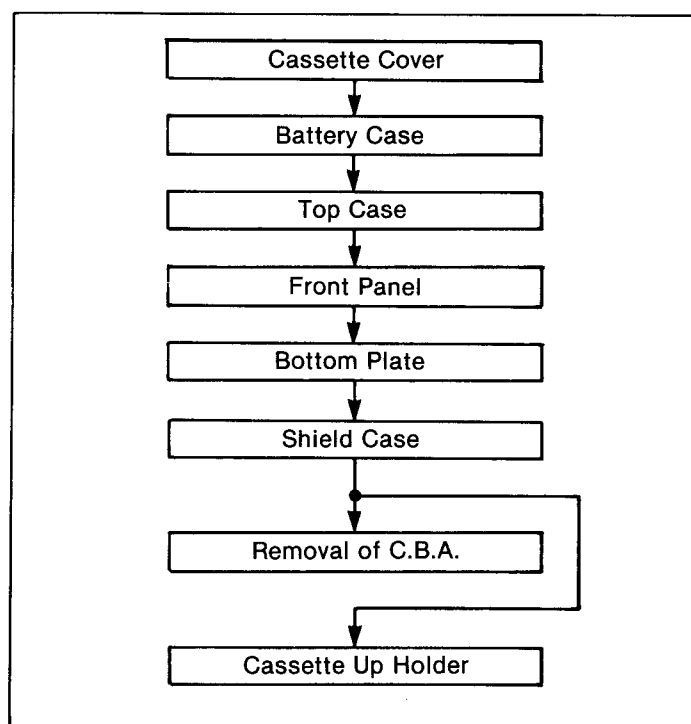 Cassette Cover
Battery Case
Top Case
Front Panel
Bottom Plate
Shield Case
Removal of C.B.A.
Cassette Up Holder